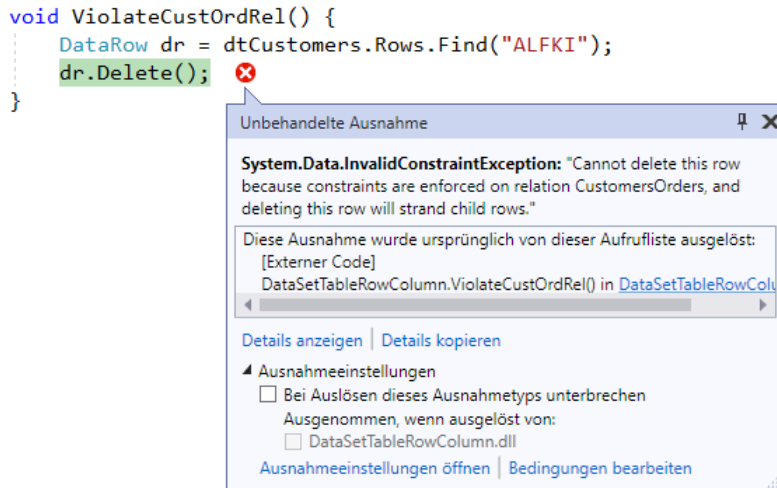 void ViolateCustOrdRel() {
DataRow dr = dtCustomers.Rows.Find("ALFKI");
dr.Delete();
}
Unbehandelte Ausnahme
System.Data.InvalidConstraintException: "Cannot delete this row
because constraints are enforced on relation CustomersOrders, and
deleting this row will strand child rows."
Diese Ausnahme wurde ursprünglich von dieser Aufrufliste ausgelöst:
[Externer Code]
DataSetTableRowColumn.ViolateCustOrdRel() in DataSetTableRowColu
Details anzeigen | Details kopieren
Ausnahmeeinstellungen
Bei Auslösen dieses Ausnahmetyps unterbrechen
Ausgenommen, wenn ausgelöst von:
DataSetTableRowColumn.dll
Ausnahmeeinstellungen öffnen | Bedingungen bearbeiten